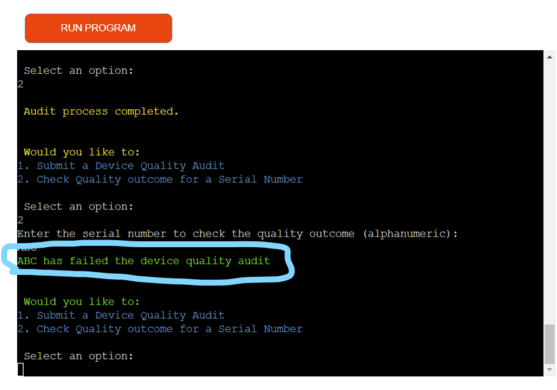 RUN PROGRAM
Select an option:
2
Audit process completed.
Would you like to:
1. Submit a Device Quality Audit
2. Check Quality outcome for a Serial Number
Select an option:
2
Enter the serial number to check the quality outcome (alphanumeric):
ABC has failed the device quality audit
Would you like to:
1. Submit a Device Quality Audit
2. Check Quality outcome for a Serial Number
Select an option: